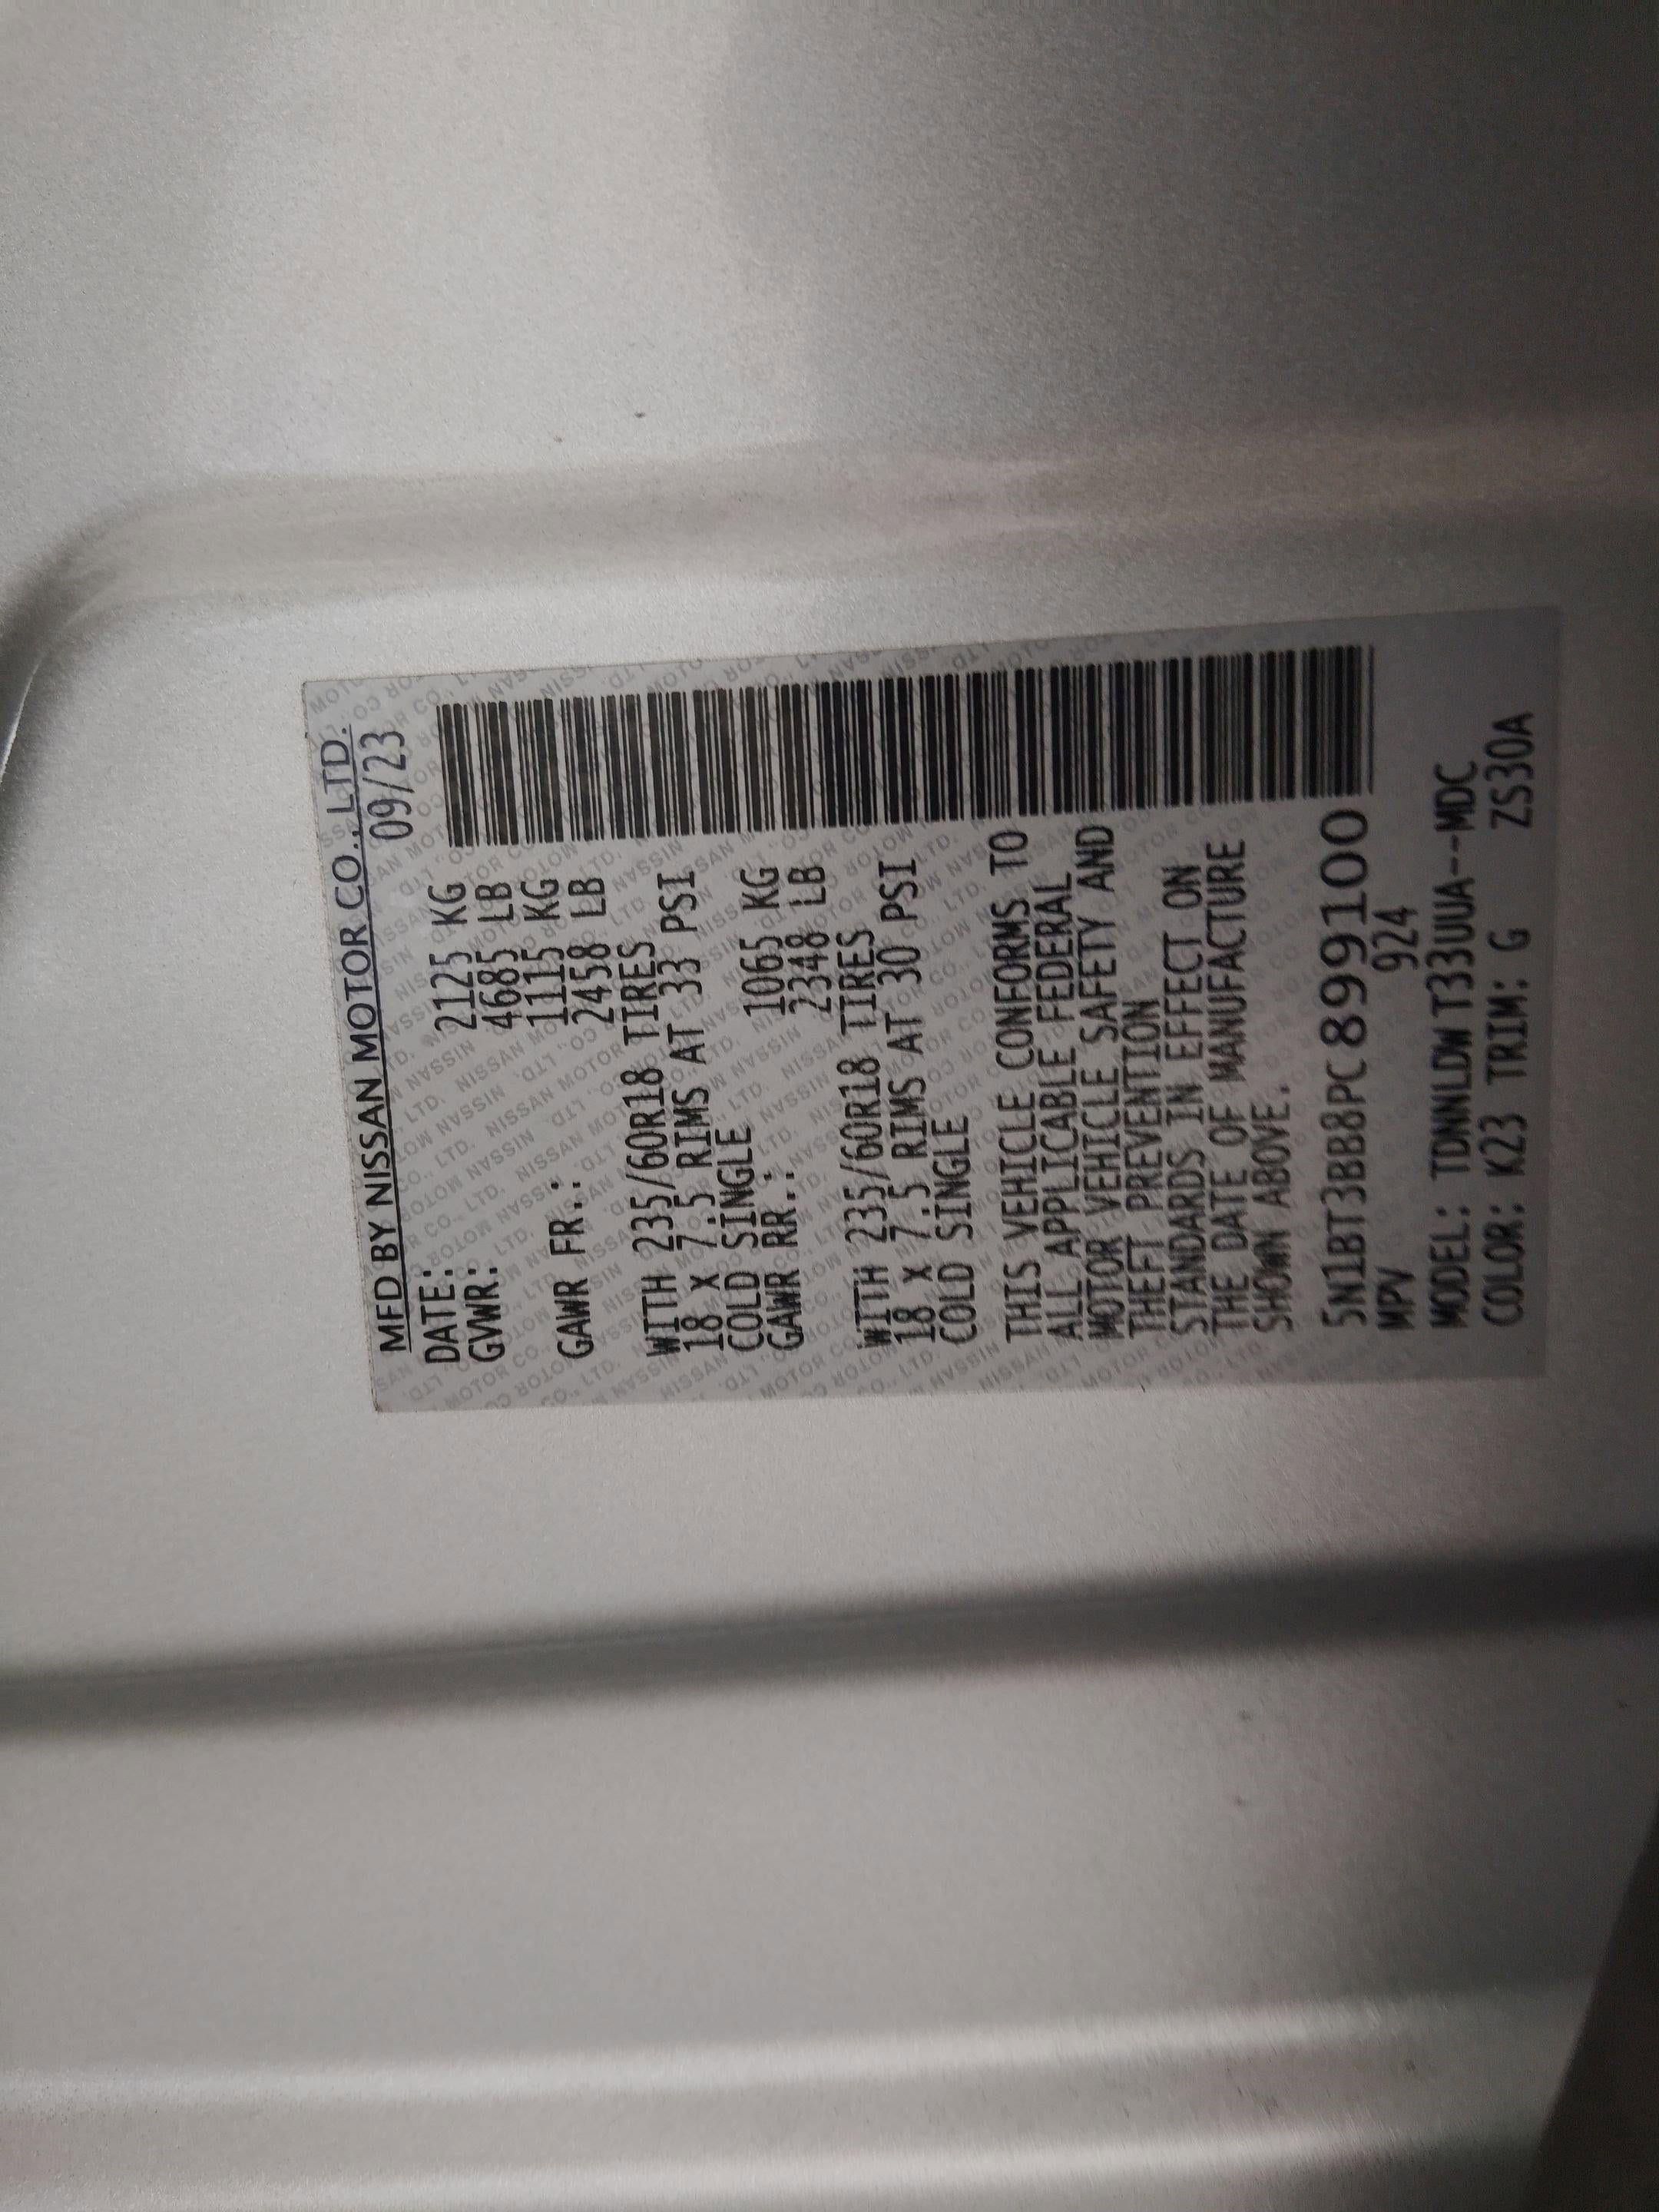 MFD BY NISSAN MOTOR CO., LTD.
DATE: 09/23
GVWR: 2125 KG
4685 LB
GAWR FR.: 1115 KG
2458 LB
WITH 235/60R18 TIRES
18 X 7.5 RIMS AT 33 PSI
COLD SINGLE
GAWR RR.: 1065 KG
2348 LB
WITH 235/60R18 TIRES
18 X 7.5 RIMS AT 30 PSI
COLD SINGLE
THIS VEHICLE CONFORMS TO
ALL APPLICABLE FEDERAL
MOTOR VEHICLE SAFETY AND
THEFT PREVENTION
STANDARDS IN EFFECT ON
THE DATE OF MANUFACTURE
SHOWN ABOVE.
5N1BT3BB8PC899100
MPV 924
MODEL: TDNNLDW T33UUA--MDC
COLOR: K23 TRIM: G ZS30A